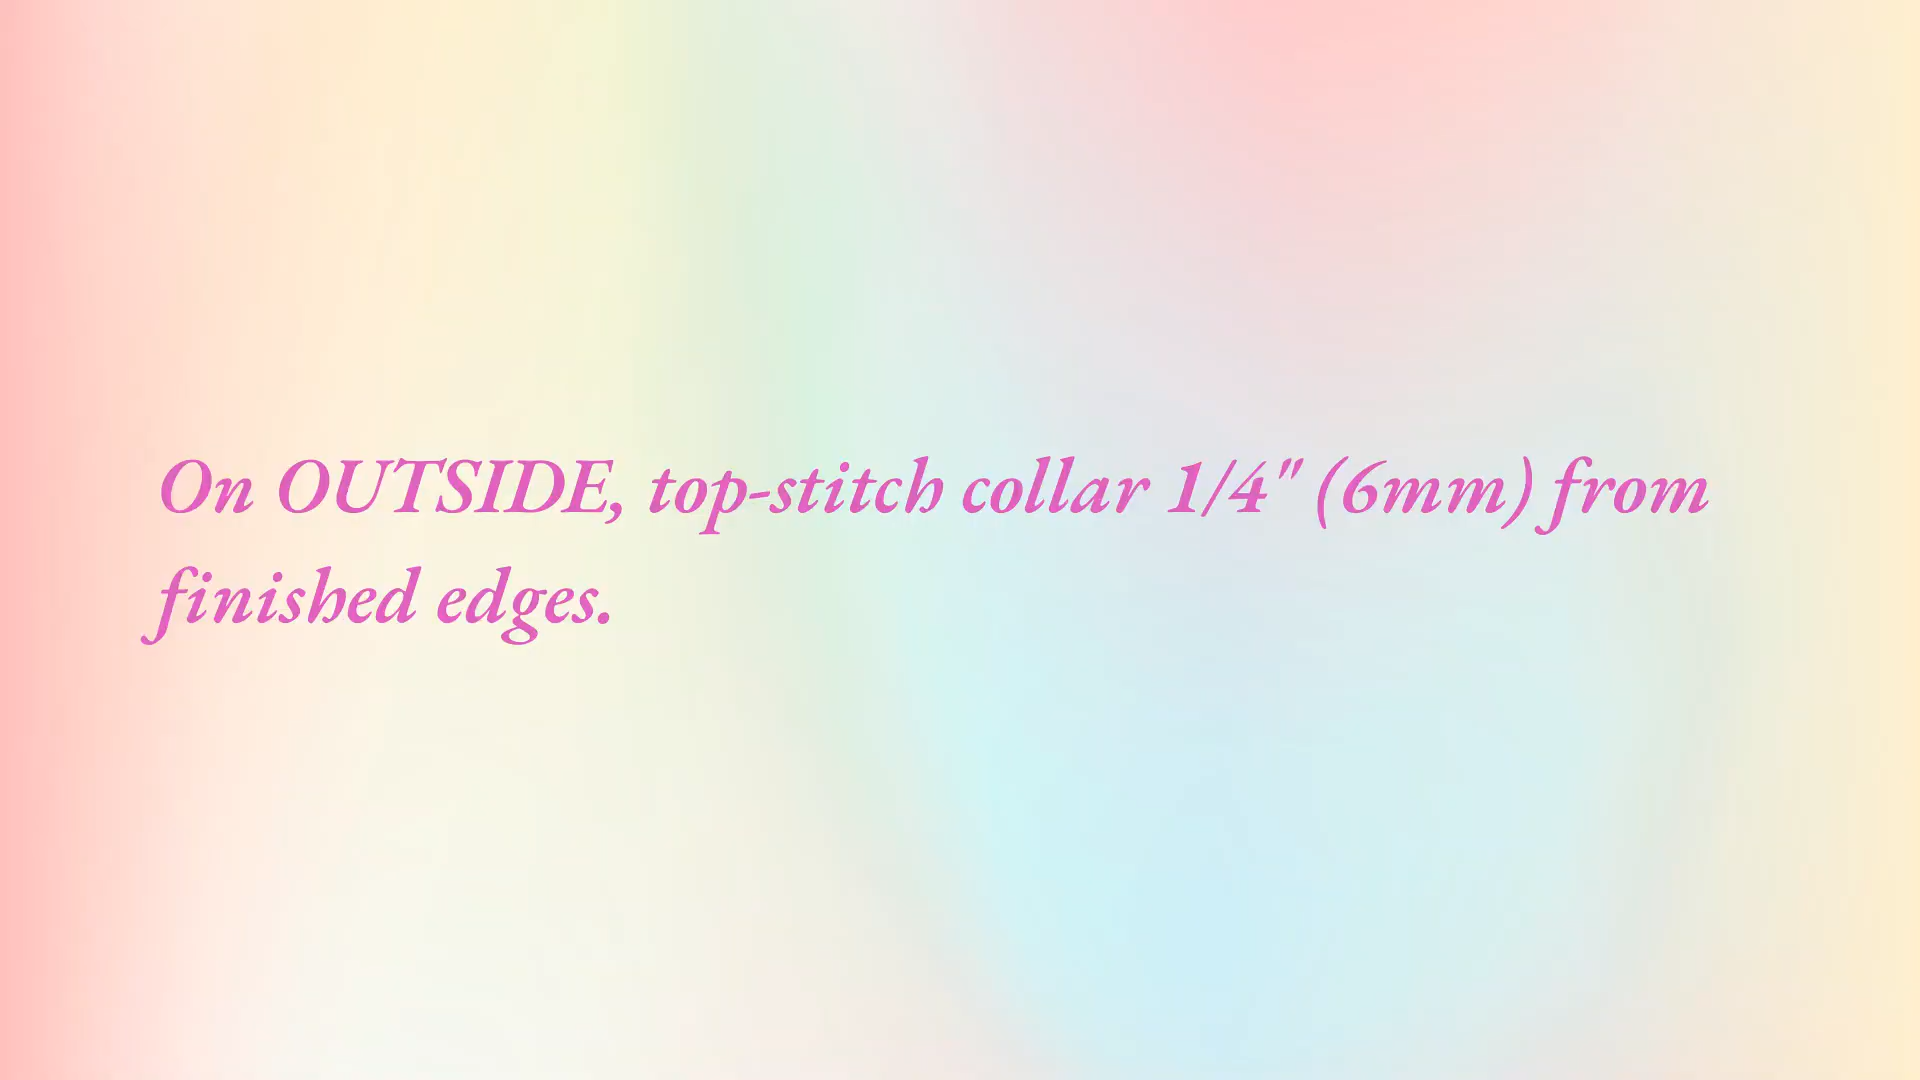 On OUTSIDE, top-stitch collar 1/4" (6mm) from
finished edges.